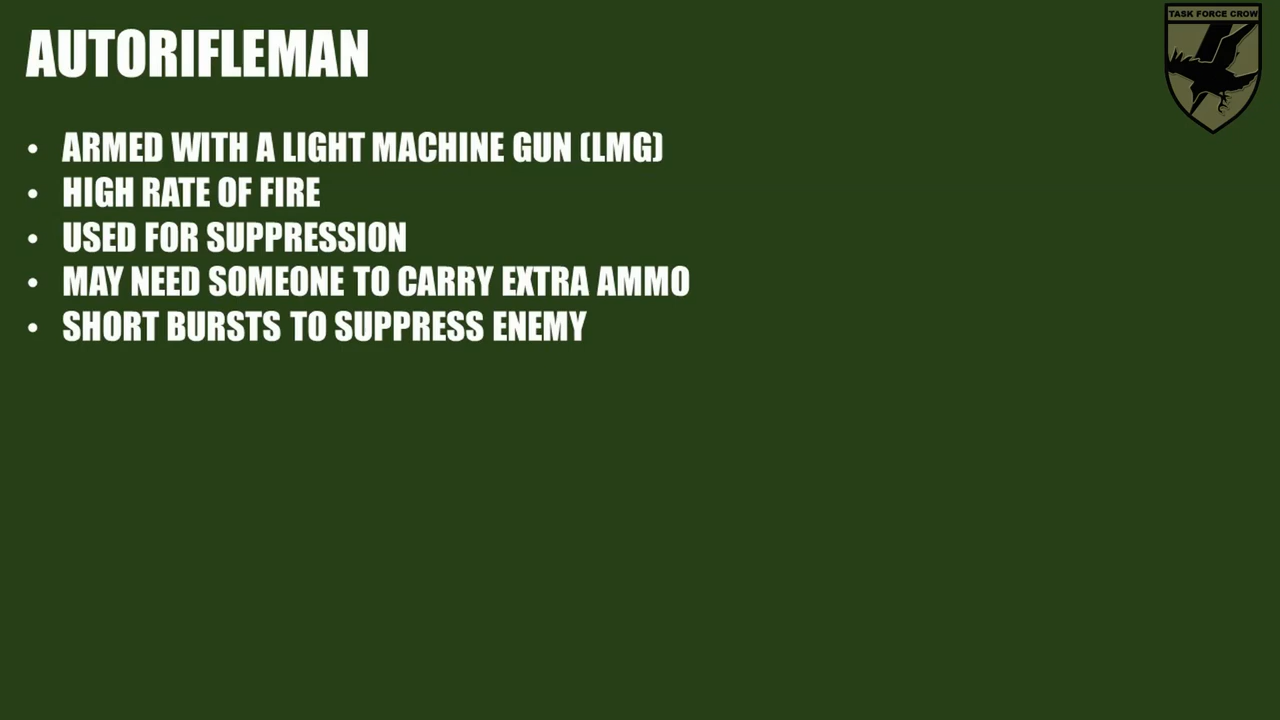 TASK FORCE CROW
AUTORIFLEMAN
• ARMED WITH A LIGHT MACHINE GUN (LMG)
• HIGH RATE OF FIRE
• USED FOR SUPPRESSION
• MAY NEED SOMEONE TO CARRY EXTRA AMMO
• SHORT BURSTS TO SUPPRESS ENEMY